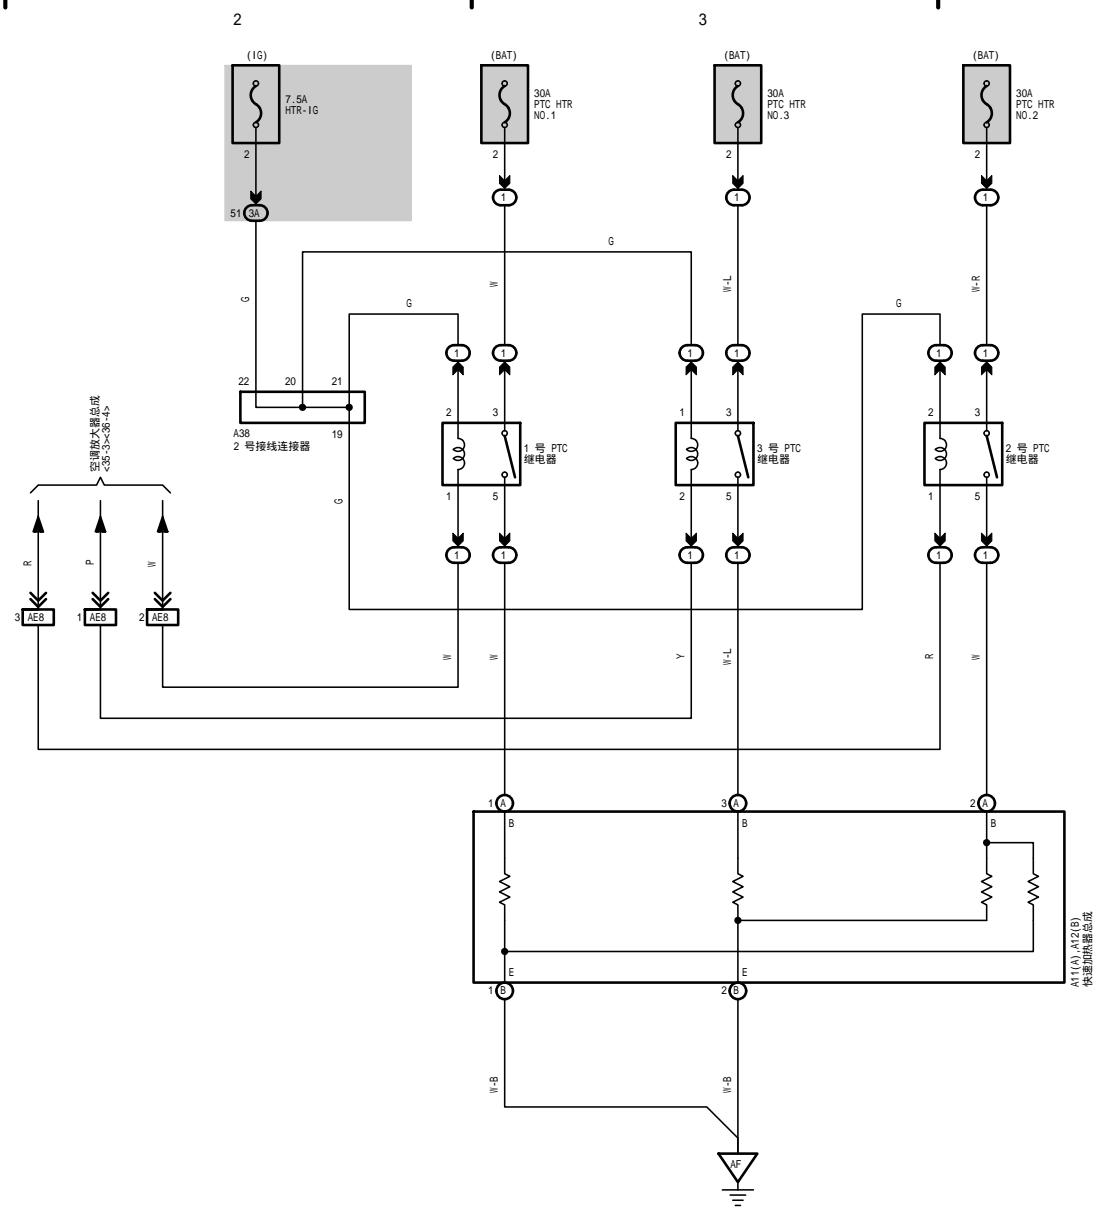 2
3
(IG)
(BAT)
(BAT)
(BAT)
7.5A
HTR-IG
30A
PTC HTR
NO.1
30A
PTC HTR
NO.3
30A
PTC HTR
NO.2
2
2
2
2
51
3A
1
1
1
G
G
W
W-L
W-R
G
G
1
1
1
1
1
1
22
20
21
A38
2 号接线连接器
19
2
3
1
3
2
3
1 号 PTC
继电器
3 号 PTC
继电器
2 号 PTC
继电器
1
5
2
5
1
5
空调放大器总成
<35-3><36-4>
G
R
P
W
1
1
1
1
1
1
3
AE8
1
AE8
2
AE8
W
W
Y
W-L
R
W
1
A
3
A
2
A
B
B
B
A11(A),A12(B)
快速加热器总成
E
E
1
B
2
B
W-B
W-B
AF